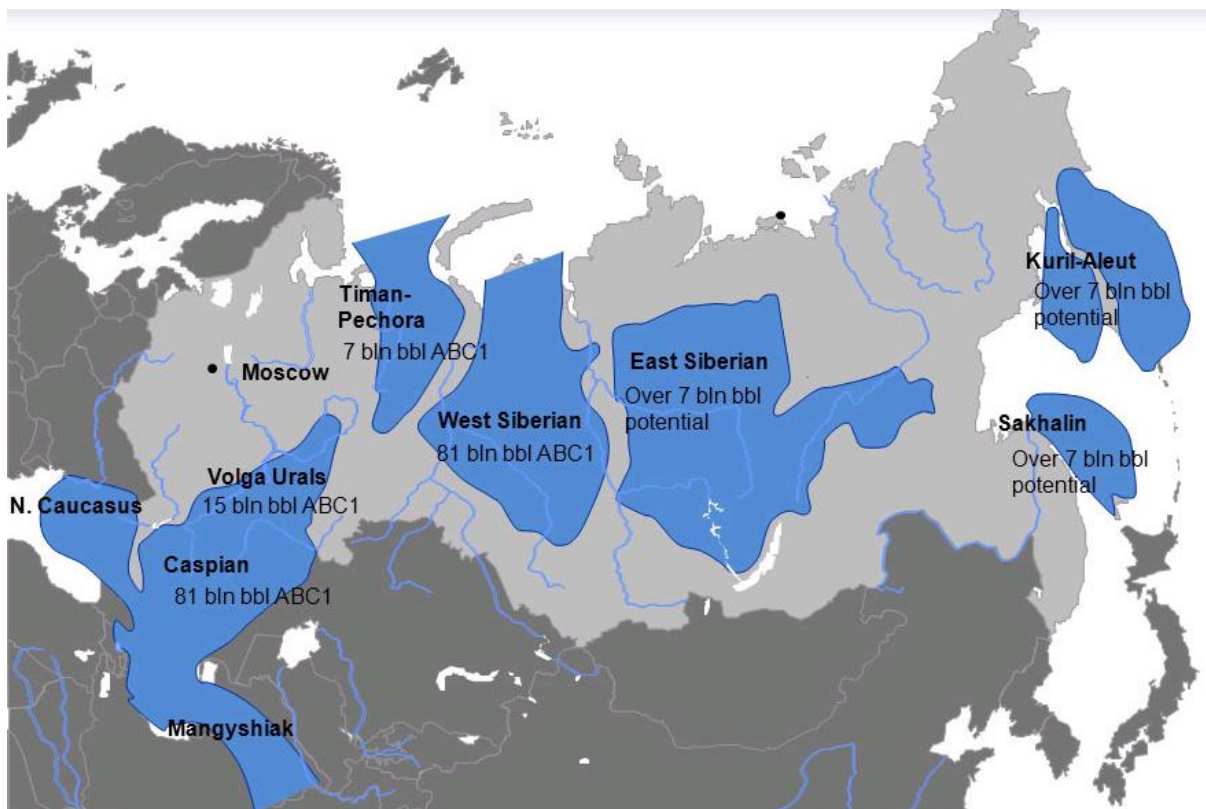 Timan-
Pechora
7 bln bbl ABC1
Moscow
Kuril-Aleut
Over 7 bln bbl
potential
East Siberian
Over 7 bln bbl
potential
West Siberian
81 bln bbl ABC1
Sakhalin
Over 7 bln bbl
potential
Volga Urals
15 bln bbl ABC1
N. Caucasus
Caspian
81 bln bbl ABC1
Mangyshiak